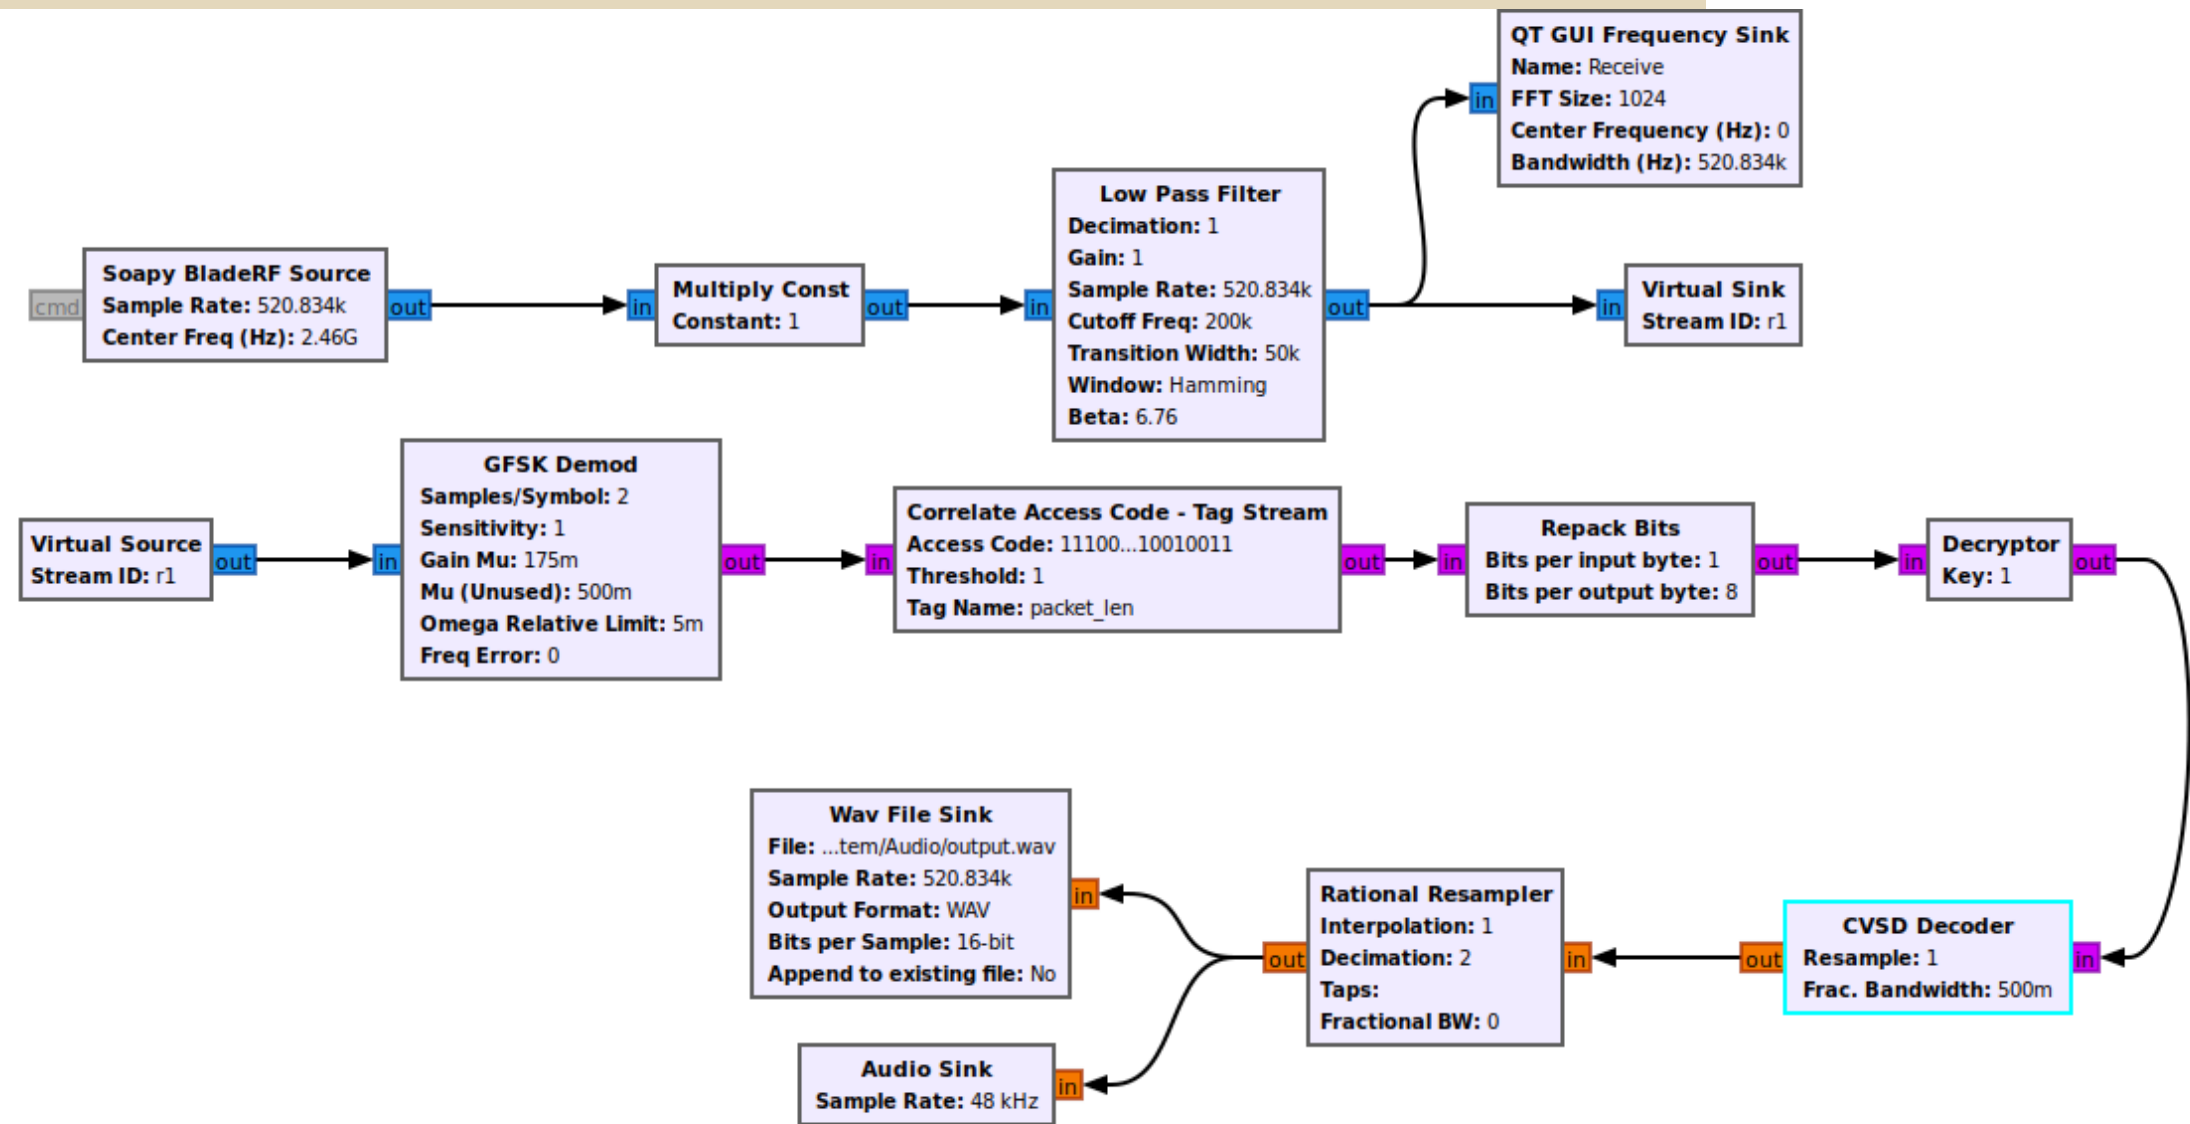 QT GUI Frequency Sink
Name: Receive
FFT Size: 1024
Center Frequency (Hz): 0
Bandwidth (Hz): 520.834k
in
cmd
Soapy BladeRF Source
Sample Rate: 520.834k
Center Freq (Hz): 2.46G
out
in
Multiply Const
Constant: 1
out
in
Low Pass Filter
Decimation: 1
Gain: 1
Sample Rate: 520.834k
Cutoff Freq: 200k
Transition Width: 50k
Window: Hamming
Beta: 6.76
out
in
Virtual Sink
Stream ID: r1
Virtual Source
Stream ID: r1
out
in
GFSK Demod
Samples/Symbol: 2
Sensitivity: 1
Gain Mu: 175m
Mu (Unused): 500m
Omega Relative Limit: 5m
Freq Error: 0
out
in
Correlate Access Code - Tag Stream
Access Code: 11100...10010011
Threshold: 1
Tag Name: packet_len
out
in
Repack Bits
Bits per input byte: 1
Bits per output byte: 8
out
in
Decryptor
Key: 1
out
Wav File Sink
File: ...tem/Audio/output.wav
Sample Rate: 520.834k
Output Format: WAV
Bits per Sample: 16-bit
Append to existing file: No
in
Audio Sink
Sample Rate: 48 kHz
in
out
Rational Resampler
Interpolation: 1
Decimation: 2
Taps:
Fractional BW: 0
in
out
CVSD Decoder
Resample: 1
Frac. Bandwidth: 500m
in